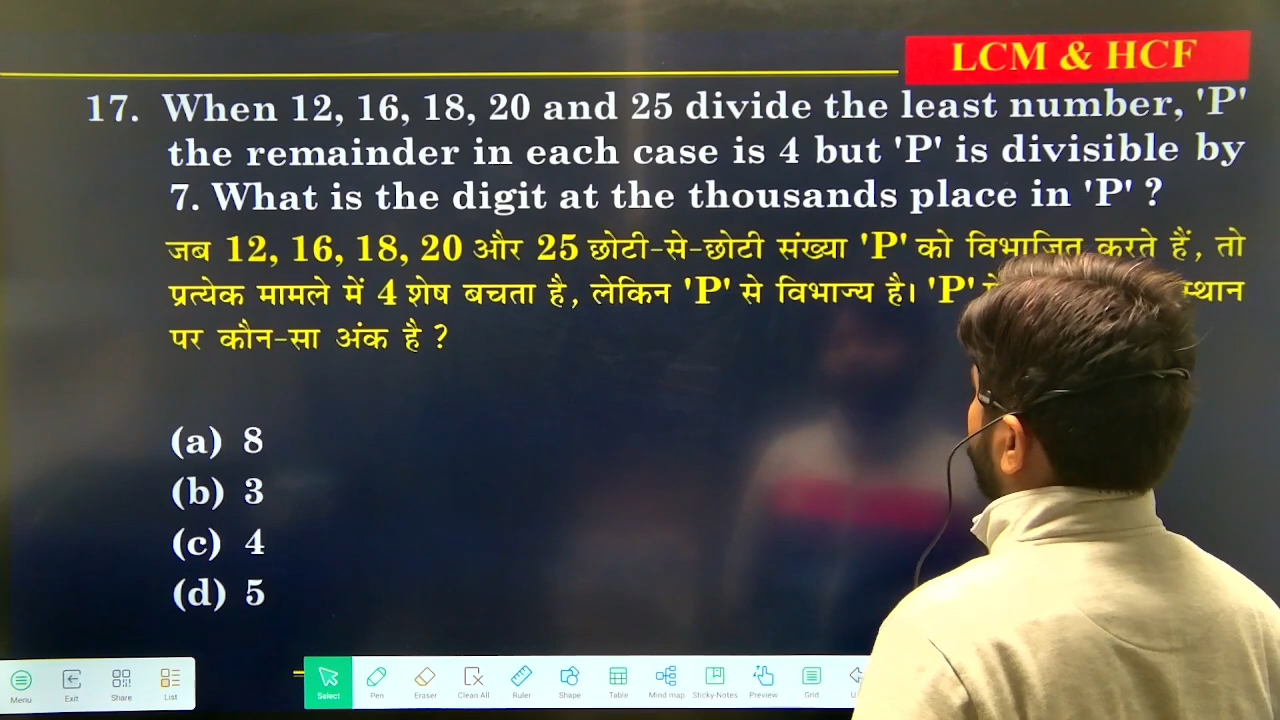 LCM & HCF
17. When 12, 16, 18, 20 and 25 divide the least number, 'P'
the remainder in each case is 4 but 'P' is divisible by
7. What is the digit at the thousands place in 'P' ?
जब 12, 16, 18, 20 और 25 छोटी-से-छोटी संख्या 'P' को विभाजित करते हैं, तो
प्रत्येक मामले में 4 शेष बचता है, लेकिन 'P' से विभाज्य है। 'P' स्थान
पर कौन-सा अंक है ?
(a) 8
(b) 3
(c) 4
(d) 5
Menu Exit Share List Select Pen Eraser Clean All Ruler Shape Table Mind map Sticky-Notes Preview Grid